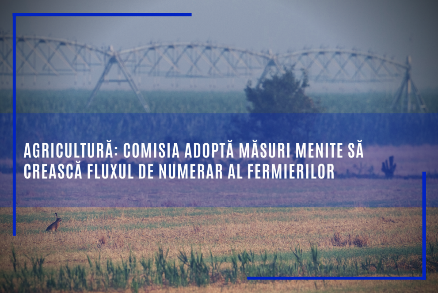 AGRICULTURĂ: COMISIA ADOPTĂ MĂSURI MENITE SĂ
CREASCĂ FLUXUL DE NUMERAR AL FERMIERILOR